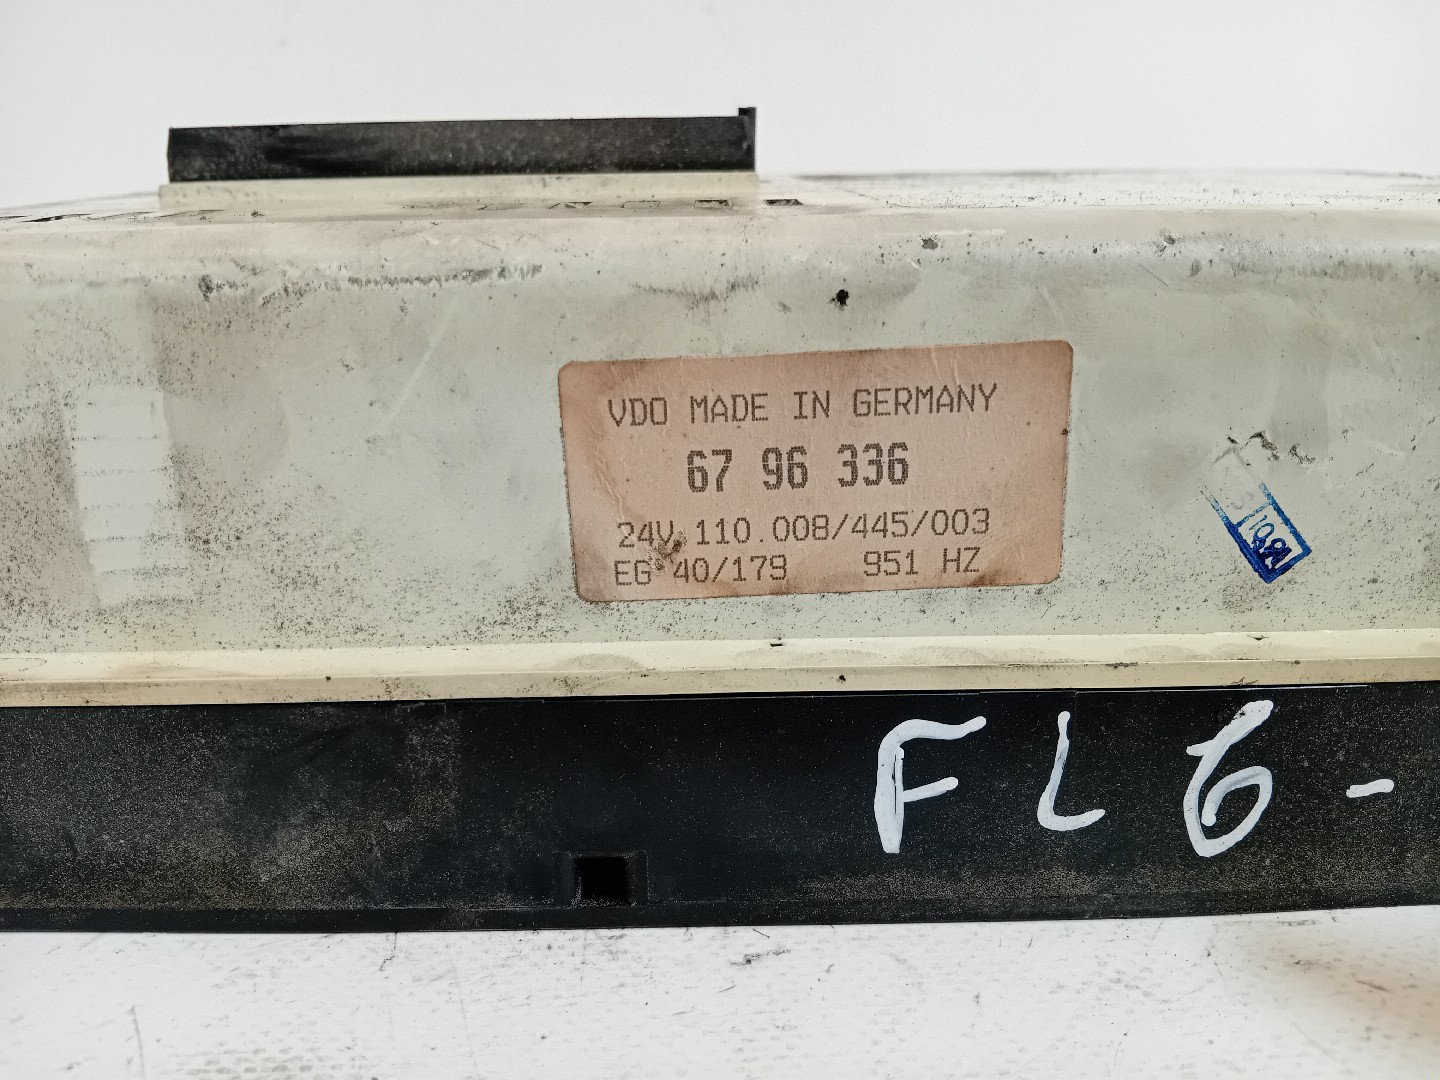 VDO MADE IN GERMANY
67 96 336
24V. 110.008/445/003
EG 40/179 951 HZ
FL6-